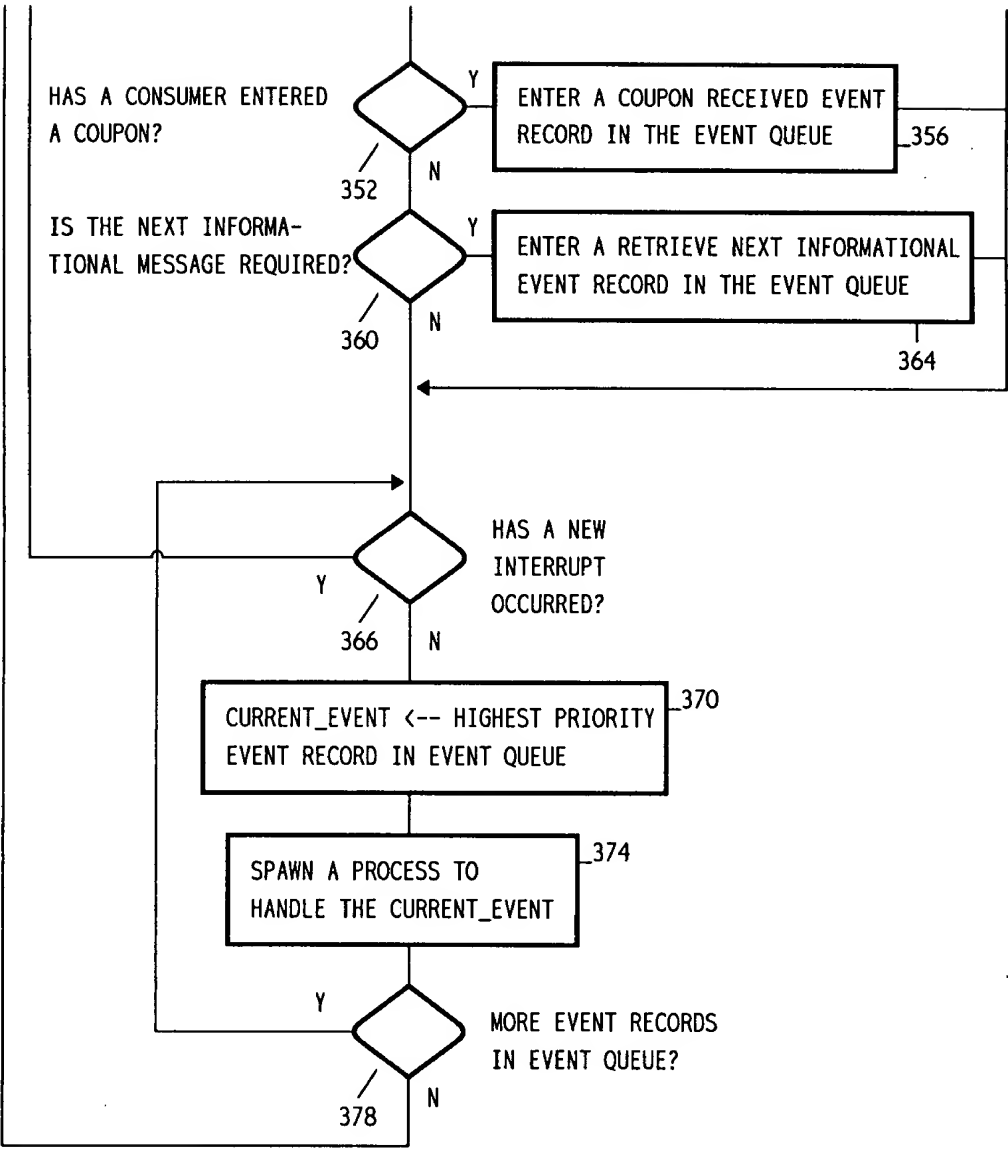 HAS A CONSUMER ENTERED
A COUPON?
352
Y
N
ENTER A COUPON RECEIVED EVENT
RECORD IN THE EVENT QUEUE
356
IS THE NEXT INFORMA-
TIONAL MESSAGE REQUIRED?
360
Y
N
ENTER A RETRIEVE NEXT INFORMATIONAL
EVENT RECORD IN THE EVENT QUEUE
364
HAS A NEW
INTERRUPT
OCCURRED?
Y
366
N
CURRENT_EVENT <-- HIGHEST PRIORITY
EVENT RECORD IN EVENT QUEUE
370
SPAWN A PROCESS TO
HANDLE THE CURRENT_EVENT
374
Y
MORE EVENT RECORDS
IN EVENT QUEUE?
378
N